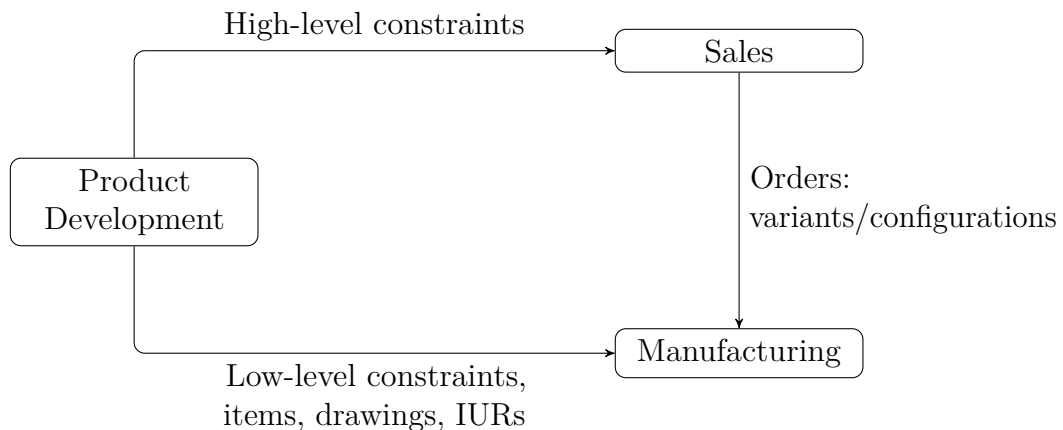 High-level constraints
Sales
Product
Development
Orders:
variants/configurations
Manufacturing
Low-level constraints,
items, drawings, IURs